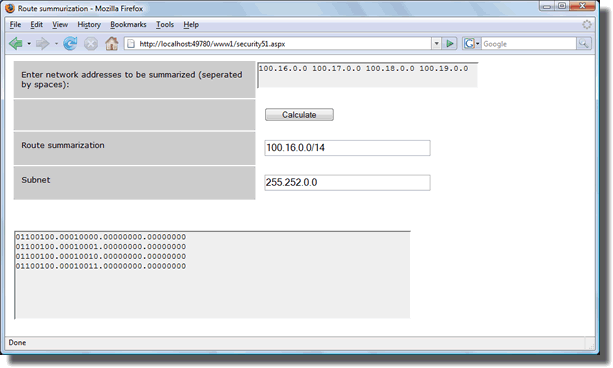 Route summurization - Mozilla Firefox
File Edit View History Bookmarks Tools Help
http://localhost:49780/www1/security51.aspx
Google
Enter network addresses to be summarized (seperated
by spaces):
100.16.0.0 100.17.0.0 100.18.0.0 100.19.0.0
Calculate
Route summarization
100.16.0.0/14
Subnet
255.252.0.0
01100100.00010000.00000000.00000000
01100100.00010001.00000000.00000000
01100100.00010010.00000000.00000000
01100100.00010011.00000000.00000000
Done